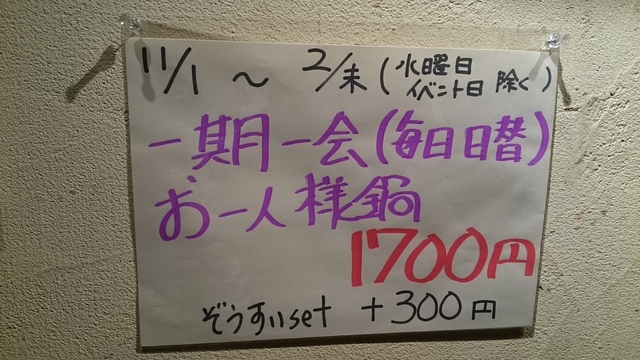 11/1 ～ 2/末 (水曜日 イベント日 除く)
一期月一会 (毎日日替)
お一人様鍋
1700円
ぞうすいset +300円